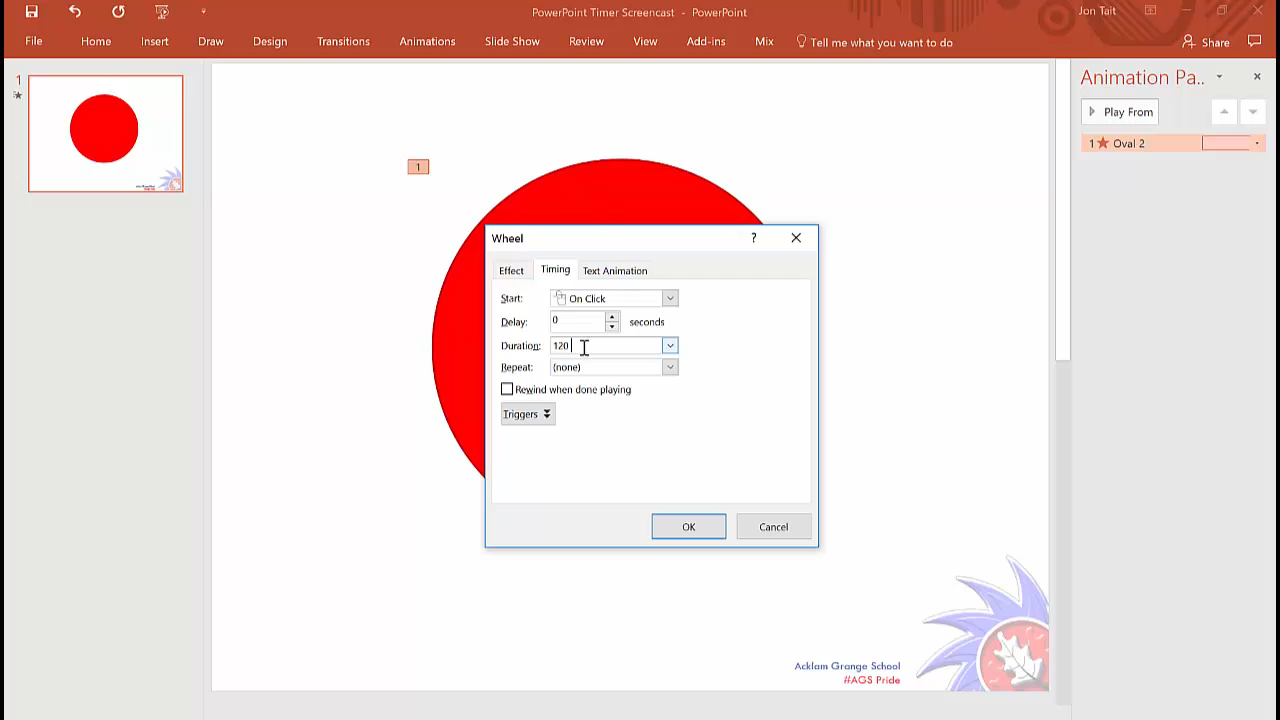 PowerPoint Timer Screencast - PowerPoint
Jon Tait
File Home Insert Draw Design Transitions Animations Slide Show Review View Add-ins Mix Tell me what you want to do Share
1
Animation Pa..
Play From
1 Oval 2
1
Wheel ?
Effect Timing Text Animation
Start: On Click
Delay: 0 seconds
Duration: 120
Repeat: (none)
Rewind when done playing
Triggers
OK Cancel
Acklam Grange School
#AGS Pride